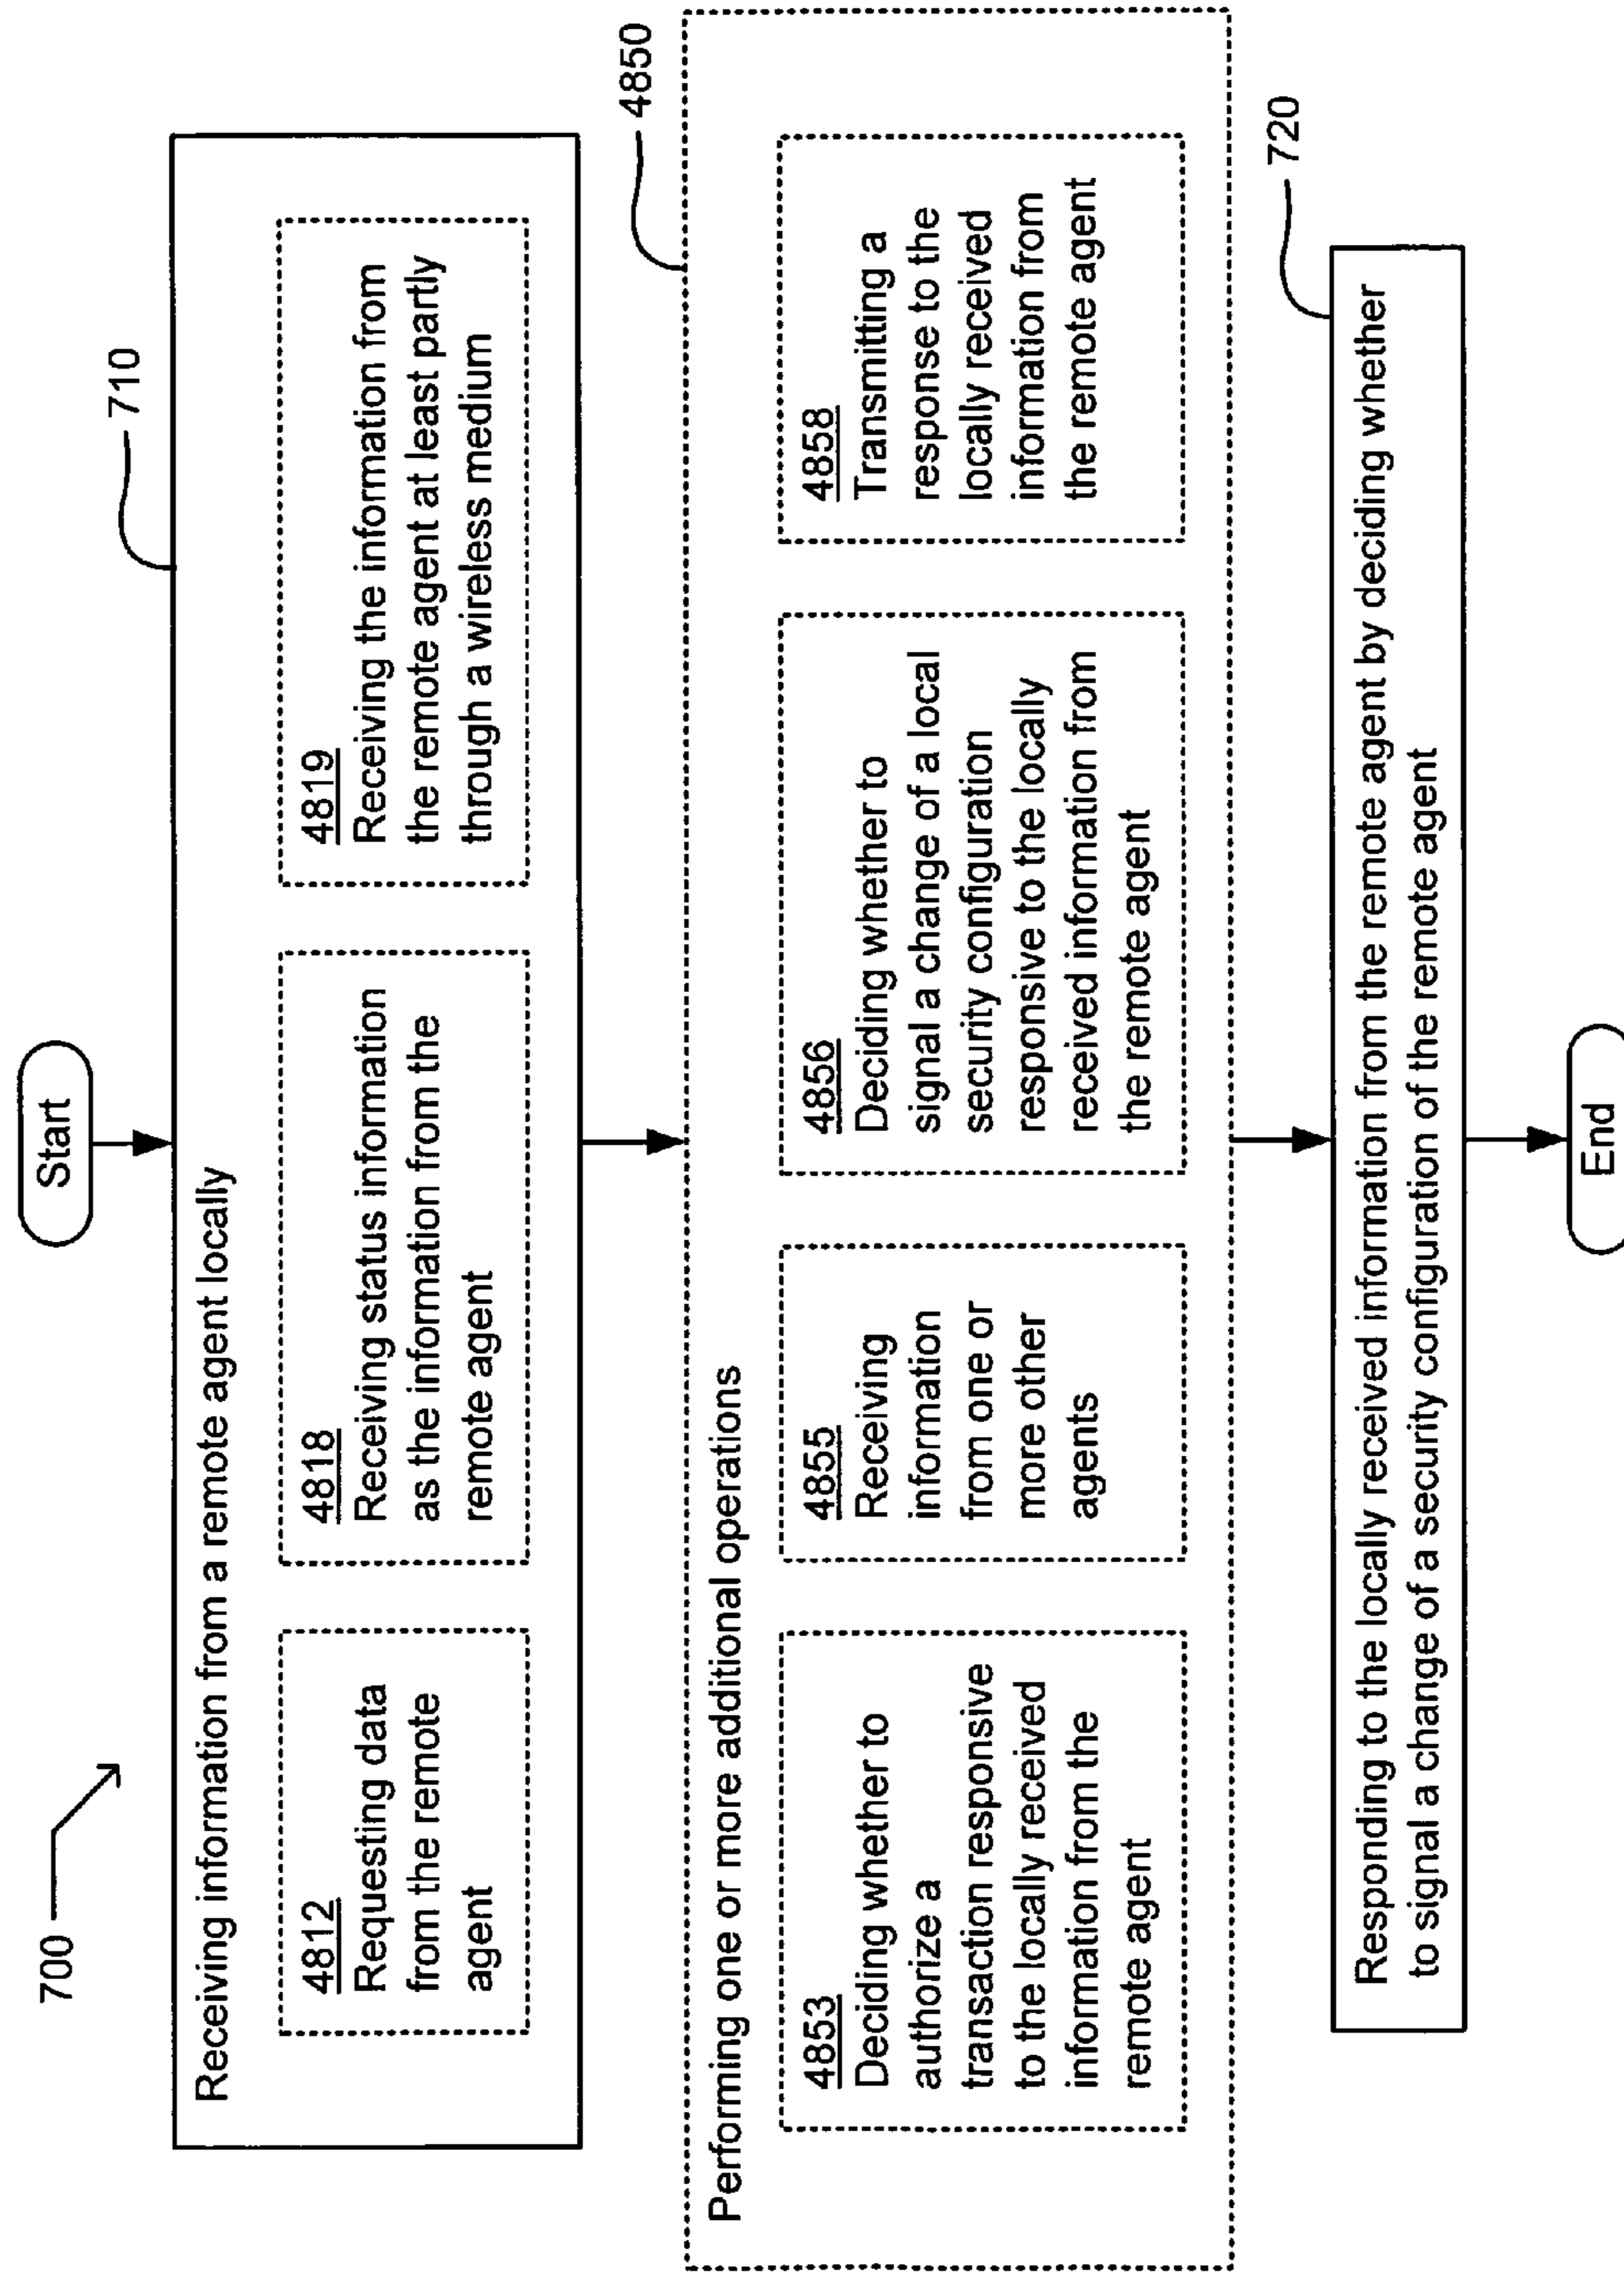 700
Start
710
Receiving information from a remote agent locally
4812
Requesting data
from the remote
agent
4818
Receiving status information
as the information from the
remote agent
4819
Receiving the information from
the remote agent at least partly
through a wireless medium
4850
Performing one or more additional operations
4853
Deciding whether to
authorize a
transaction responsive
to the locally received
information from the
remote agent
4855
Receiving
information
from one or
more other
agents
4856
Deciding whether to
signal a change of a local
security configuration
responsive to the locally
received information from
the remote agent
4858
Transmitting a
response to the
locally received
information from
the remote agent
720
Responding to the locally received information from the remote agent by deciding whether
to signal a change of a security configuration of the remote agent
End